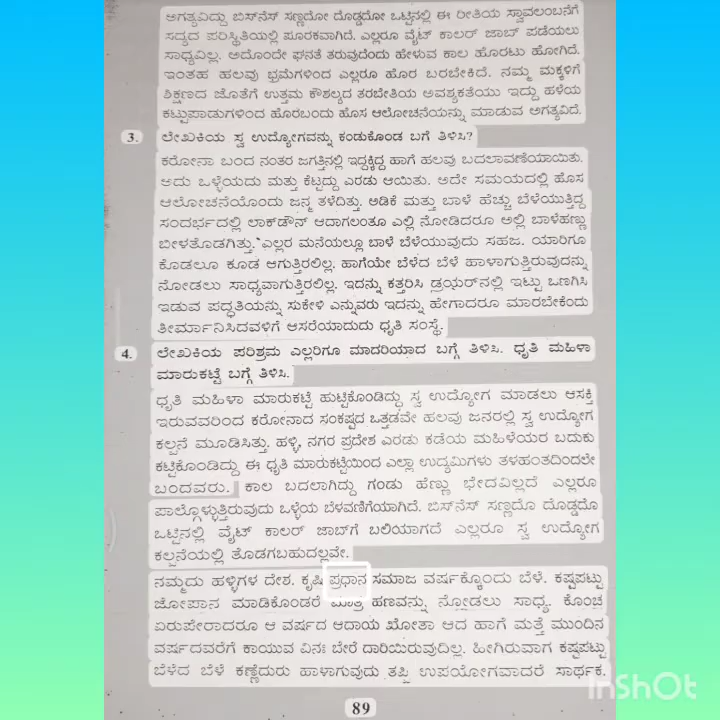 ಅಗತ್ಯವಿದ್ದು ಬಿಸ್‌ನೆಸ್ ಸಣ್ಣದೋ ದೊಡ್ಡದೋ ಒಟ್ಟಿನಲ್ಲಿ ಈ ರೀತಿಯ ಸ್ವಾವಲಂಬನೆಗೆ
ಸದ್ಯದ ಪರಿಸ್ಥಿತಿಯಲ್ಲಿ ಪೂರಕವಾಗಿದೆ. ಎಲ್ಲರೂ ವೈಟ್ ಕಾಲರ್ ಜಾಬ್ ಪಡೆಯಲು
ಸಾಧ್ಯವಿಲ್ಲ. ಅದೊಂದೇ ಘನತೆ ತರುವುದೆಂದು ಹೇಳುವ ಕಾಲ ಹೊರಟು ಹೋಗಿದೆ.
ಇಂತಹ ಹಲವು ಭ್ರಮೆಗಳಿಂದ ಎಲ್ಲರೂ ಹೊರ ಬರಬೇಕಿದೆ. ನಮ್ಮ ಮಕ್ಕಳಿಗೆ
ಶಿಕ್ಷಣದ ಜೊತೆಗೆ ಉತ್ತಮ ಕೌಶಲ್ಯದ ತರಬೇತಿಯ ಅವಶ್ಯಕತೆಯು ಇದ್ದು ಹಳೆಯ
ಕಟ್ಟುಪಾಡುಗಳಿಂದ ಹೊರಬಂದು ಹೊಸ ಆಲೋಚನೆಯನ್ನು ಮಾಡುವ ಅಗತ್ಯವಿದೆ.
3. ಲೇಖಕಿಯ ಸ್ವ ಉದ್ಯೋಗವನ್ನು ಕಂಡುಕೊಂಡ ಬಗೆ ತಿಳಿಸಿ?
ಕರೋನಾ ಬಂದ ನಂತರ ಜಗತ್ತಿನಲ್ಲಿ ಇದ್ದಕ್ಕಿದ್ದ ಹಾಗೆ ಹಲವು ಬದಲಾವಣೆಯಾಯಿತು.
ಅದು ಒಳ್ಳೆಯದು ಮತ್ತು ಕೆಟ್ಟದ್ದು ಎರಡು ಆಯಿತು. ಅದೇ ಸಮಯದಲ್ಲಿ ಹೊಸ
ಆಲೋಚನೆಯೊಂದು ಜನ್ಮ ತಳೆದಿತ್ತು. ಅಡಿಕೆ ಮತ್ತು ಬಾಳೆ ಹೆಚ್ಚು ಬೆಳೆಯುತ್ತಿದ್ದ
ಸಂದರ್ಭದಲ್ಲಿ ಲಾಕ್‌ಡೌನ್ ಆದಾಗಲಂತೂ ಎಲ್ಲಿ ನೋಡಿದರೂ ಅಲ್ಲಿ ಬಾಳೆಹಣ್ಣು
ಬೀಳತೊಡಗಿತ್ತು. ಎಲ್ಲರ ಮನೆಯಲ್ಲೂ ಬಾಳೆ ಬೆಳೆಯುವುದು ಸಹಜ. ಯಾರಿಗೂ
ಕೊಡಲೂ ಕೂಡ ಆಗುತ್ತಿರಲಿಲ್ಲ. ಹಾಗೆಯೇ ಬೆಳೆದ ಬೆಳೆ ಹಾಳಾಗುತ್ತಿರುವುದನ್ನು
ನೋಡಲು ಸಾಧ್ಯವಾಗುತ್ತಿರಲಿಲ್ಲ. ಇದನ್ನು ಕತ್ತರಿಸಿ ಡ್ರಯರ್‌ನಲ್ಲಿ ಇಟ್ಟು ಒಣಗಿಸಿ
ಇಡುವ ಪದ್ಧತಿಯನ್ನು ಸುಕೇಳಿ ಎನ್ನುವರು ಇದನ್ನು ಹೇಗಾದರೂ ಮಾರಬೇಕೆಂದು
ತೀರ್ಮಾನಿಸಿದವಳಿಗೆ ಆಸರೆಯಾದುದು ಧೃತಿ ಸಂಸ್ಥೆ.
4. ಲೇಖಕಿಯ ಪರಿಶ್ರಮ ಎಲ್ಲರಿಗೂ ಮಾದರಿಯಾದ ಬಗ್ಗೆ ತಿಳಿಸಿ. ಧೃತಿ ಮಹಿಳಾ
ಮಾರುಕಟ್ಟೆ ಬಗ್ಗೆ ತಿಳಿಸಿ.
ಧೃತಿ ಮಹಿಳಾ ಮಾರುಕಟ್ಟೆ ಹುಟ್ಟಿಕೊಂಡಿದ್ದು ಸ್ವ ಉದ್ಯೋಗ ಮಾಡಲು ಆಸಕ್ತಿ
ಇರುವವರಿಂದ ಕರೋನಾದ ಸಂಕಷ್ಟದ ಒತ್ತಡವೇ ಹಲವು ಜನರಲ್ಲಿ ಸ್ವ ಉದ್ಯೋಗ
ಕಲ್ಪನೆ ಮೂಡಿಸಿತ್ತು. ಹಳ್ಳಿ, ನಗರ ಪ್ರದೇಶ ಎರಡು ಕಡೆಯ ಮಹಿಳೆಯರ ಬದುಕು
ಕಟ್ಟಿಕೊಂಡಿದ್ದು ಈ ಧೃತಿ ಮಾರುಕಟ್ಟೆಯಿಂದ ಎಲ್ಲಾ ಉದ್ಯಮಿಗಳು ತಳಹಂತದಿಂದಲೇ
ಬಂದವರು. ಕಾಲ ಬದಲಾಗಿದ್ದು ಗಂಡು ಹೆಣ್ಣು ಭೇದವಿಲ್ಲದೆ ಎಲ್ಲರೂ
ಪಾಲ್ಗೊಳ್ಳುತ್ತಿರುವುದು ಒಳ್ಳೆಯ ಬೆಳವಣಿಗೆಯಾಗಿದೆ. ಬಿಸ್‌ನೆಸ್ ಸಣ್ಣದೊ ದೊಡ್ಡದೊ
ಒಟ್ಟಿನಲ್ಲಿ ವೈಟ್ ಕಾಲರ್ ಜಾಬ್‌ಗೆ ಬಲಿಯಾಗದೆ ಎಲ್ಲರೂ ಸ್ವ ಉದ್ಯೋಗ
ಕಲ್ಪನೆಯಲ್ಲಿ ತೊಡಗಬಹುದಲ್ಲವೇ.
ನಮ್ಮದು ಹಳ್ಳಿಗಳ ದೇಶ. ಕೃಷಿ ಪ್ರಧಾನ ಸಮಾಜ ವರ್ಷಕ್ಕೊಂದು ಬೆಳೆ. ಕಷ್ಟಪಟ್ಟು
ಜೋಪಾನ ಮಾಡಿಕೊಂಡರೆ ಮಾತ್ರ ಹಣವನ್ನು ನೋಡಲು ಸಾಧ್ಯ. ಕೊಂಚ
ಏರುಪೇರಾದರೂ ಆ ವರ್ಷದ ಆದಾಯ ಖೋತಾ ಆದ ಹಾಗೆ ಮತ್ತೆ ಮುಂದಿನ
ವರ್ಷದವರೆಗೆ ಕಾಯುವ ವಿನಃ ಬೇರೆ ದಾರಿಯಿರುವುದಿಲ್ಲ. ಹೀಗಿರುವಾಗ ಕಷ್ಟಪಟ್ಟು
ಬೆಳೆದ ಬೆಳೆ ಕಣ್ಣೆದುರು ಹಾಳಾಗುವುದು ತಪ್ಪಿ ಉಪಯೋಗವಾದರೆ ಸಾರ್ಥಕ.
InShOt
89